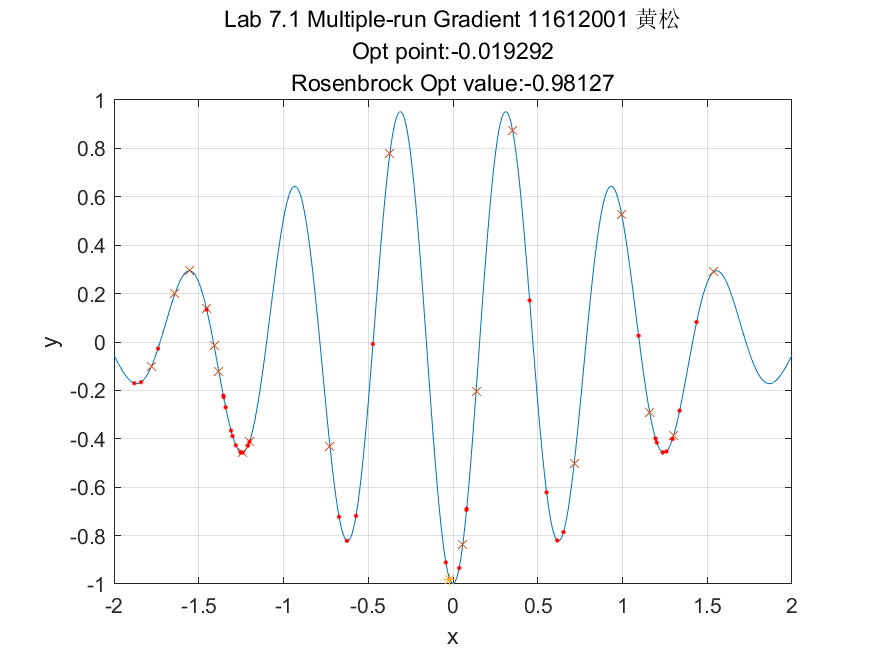 Lab 7.1 Multiple-run Gradient 11612001 黄松
Opt point:-0.019292
Rosenbrock Opt value:-0.98127
1
0.8
0.6
0.4
0.2
0
-0.2
-0.4
-0.6
-0.8
-1
y
-2 -1.5 -1 -0.5 0 0.5 1 1.5 2
x